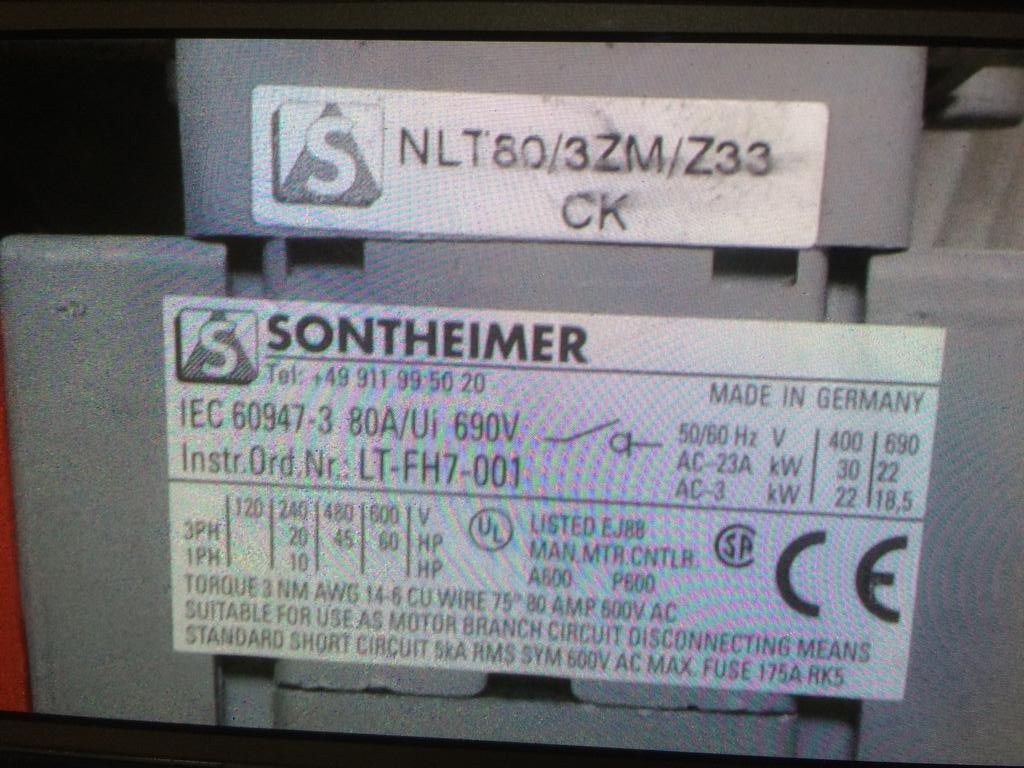 S NLT80/3ZM/Z33
CK
S SONTHEIMER
Tel: +49 911 99 50 20
MADE IN GERMANY
IEC 60947-3 80A/Ui 690V
Instr.Ord.Nr.: LT-FH7-001
50/60 Hz V 400 690
AC-23A kW 30 22
AC-3 kW 22 18,5
120 240 480 600 V
3PH 20 45 60 HP
1PH 10 HP
UL LISTED EJ88
MAN.MTR.CNTLR.
A600 P600
SA CE
TORQUE 3 NM AWG 14-6 CU WIRE 75° 80 AMP 600V AC
SUITABLE FOR USE AS MOTOR BRANCH CIRCUIT DISCONNECTING MEANS
STANDARD SHORT CIRCUIT 5kA RMS SYM 600V AC MAX. FUSE 175A RK5